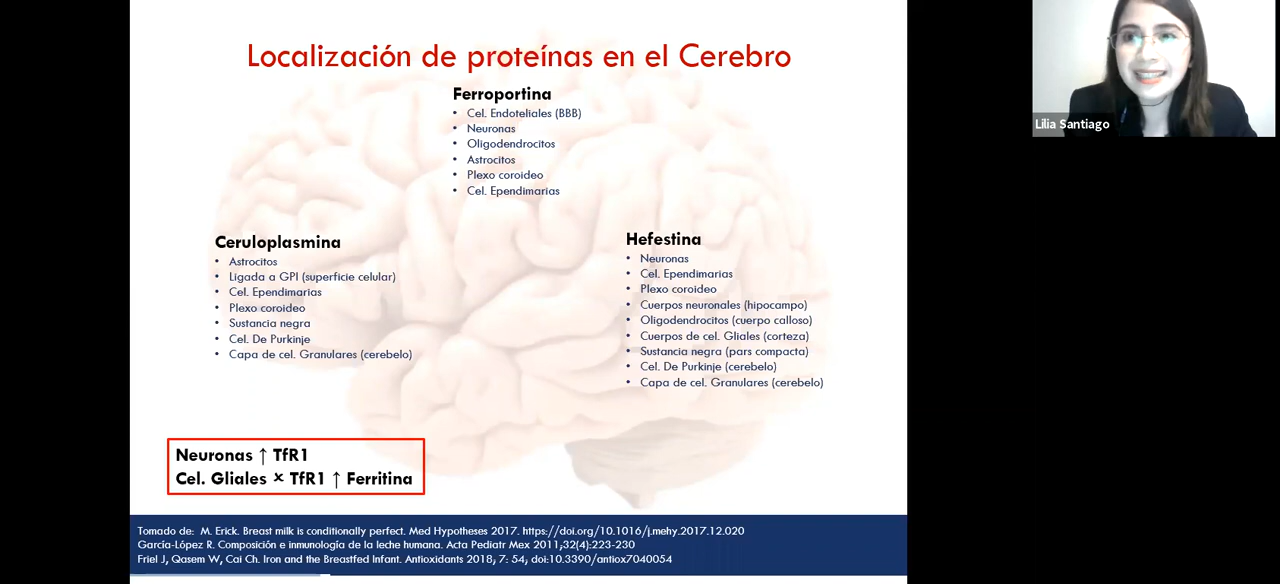 Localización de proteínas en el Cerebro
Ferroportina
• Cel. Endoteliales (BBB)
• Neuronas
• Oligodendrocitos
• Astrocitos
• Plexo coroideo
• Cel. Ependimarias
Ceruloplasmina
• Astrocitos
• Ligada a GPI (superficie celular)
• Cel. Ependimarias
• Plexo coroideo
• Sustancia negra
• Cel. De Purkinje
• Capa de cel. Granulares (cerebelo)
Hefestina
• Neuronas
• Cel. Ependimarias
• Plexo coroideo
• Cuerpos neuronales (hipocampo)
• Oligodendrocitos (cuerpo calloso)
• Cuerpos de cel. Gliales (corteza)
• Sustancia negra (pars compacta)
• Cel. De Purkinje (cerebelo)
• Capa de cel. Granulares (cerebelo)
Neuronas ↑ TfR1
Cel. Gliales × TfR1 ↑ Ferritina
Tomado de: M. Erick. Breast milk is conditionally perfect. Med Hypotheses 2017. https://doi.org/10.1016/j.mehy.2017.12.020
García-López R. Composición e inmunología de la leche humana. Acta Pediatr Mex 2011;32(4):223-230
Friel J, Qasem W, Cai Ch. Iron and the Breastfed Infant. Antioxidants 2018; 7: 54; doi:10.3390/antiox7040054
Lilia Santiago